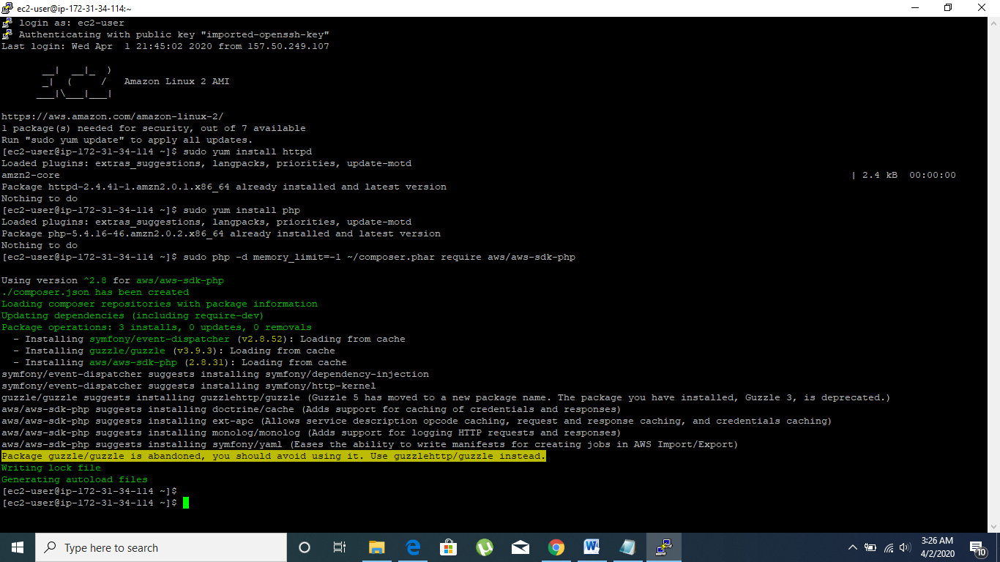 ec2-user@ip-172-31-34-114:~
login as: ec2-user
Authenticating with public key "imported-openssh-key"
Last login: Wed Apr  1 21:45:02 2020 from 157.50.249.107
       __|  __|_  )
       _|  (     /   Amazon Linux 2 AMI
      ___|\___|___|
https://aws.amazon.com/amazon-linux-2/
1 package(s) needed for security, out of 7 available
Run "sudo yum update" to apply all updates.
[ec2-user@ip-172-31-34-114 ~]$ sudo yum install httpd
Loaded plugins: extras_suggestions, langpacks, priorities, update-motd
amzn2-core | 2.4 kB  00:00:00
Package httpd-2.4.41-1.amzn2.0.1.x86_64 already installed and latest version
Nothing to do
[ec2-user@ip-172-31-34-114 ~]$ sudo yum install php
Loaded plugins: extras_suggestions, langpacks, priorities, update-motd
Package php-5.4.16-46.amzn2.0.2.x86_64 already installed and latest version
Nothing to do
[ec2-user@ip-172-31-34-114 ~]$ sudo php -d memory_limit=-1 ~/composer.phar require aws/aws-sdk-php
Using version ^2.8 for aws/aws-sdk-php
./composer.json has been created
Loading composer repositories with package information
Updating dependencies (including require-dev)
Package operations: 3 installs, 0 updates, 0 removals
  - Installing symfony/event-dispatcher (v2.8.52): Loading from cache
  - Installing guzzle/guzzle (v3.9.3): Loading from cache
  - Installing aws/aws-sdk-php (2.8.31): Loading from cache
symfony/event-dispatcher suggests installing symfony/dependency-injection
symfony/event-dispatcher suggests installing symfony/http-kernel
guzzle/guzzle suggests installing guzzlehttp/guzzle (Guzzle 5 has moved to a new package name. The package you have installed, Guzzle 3, is deprecated.)
aws/aws-sdk-php suggests installing doctrine/cache (Adds support for caching of credentials and responses)
aws/aws-sdk-php suggests installing ext-apc (Allows service description opcode caching, request and response caching, and credentials caching)
aws/aws-sdk-php suggests installing monolog/monolog (Adds support for logging HTTP requests and responses)
aws/aws-sdk-php suggests installing symfony/yaml (Eases the ability to write manifests for creating jobs in AWS Import/Export)
Package guzzle/guzzle is abandoned, you should avoid using it. Use guzzlehttp/guzzle instead.
Writing lock file
Generating autoload files
[ec2-user@ip-172-31-34-114 ~]$
[ec2-user@ip-172-31-34-114 ~]$
Type here to search
3:26 AM
4/2/2020
10